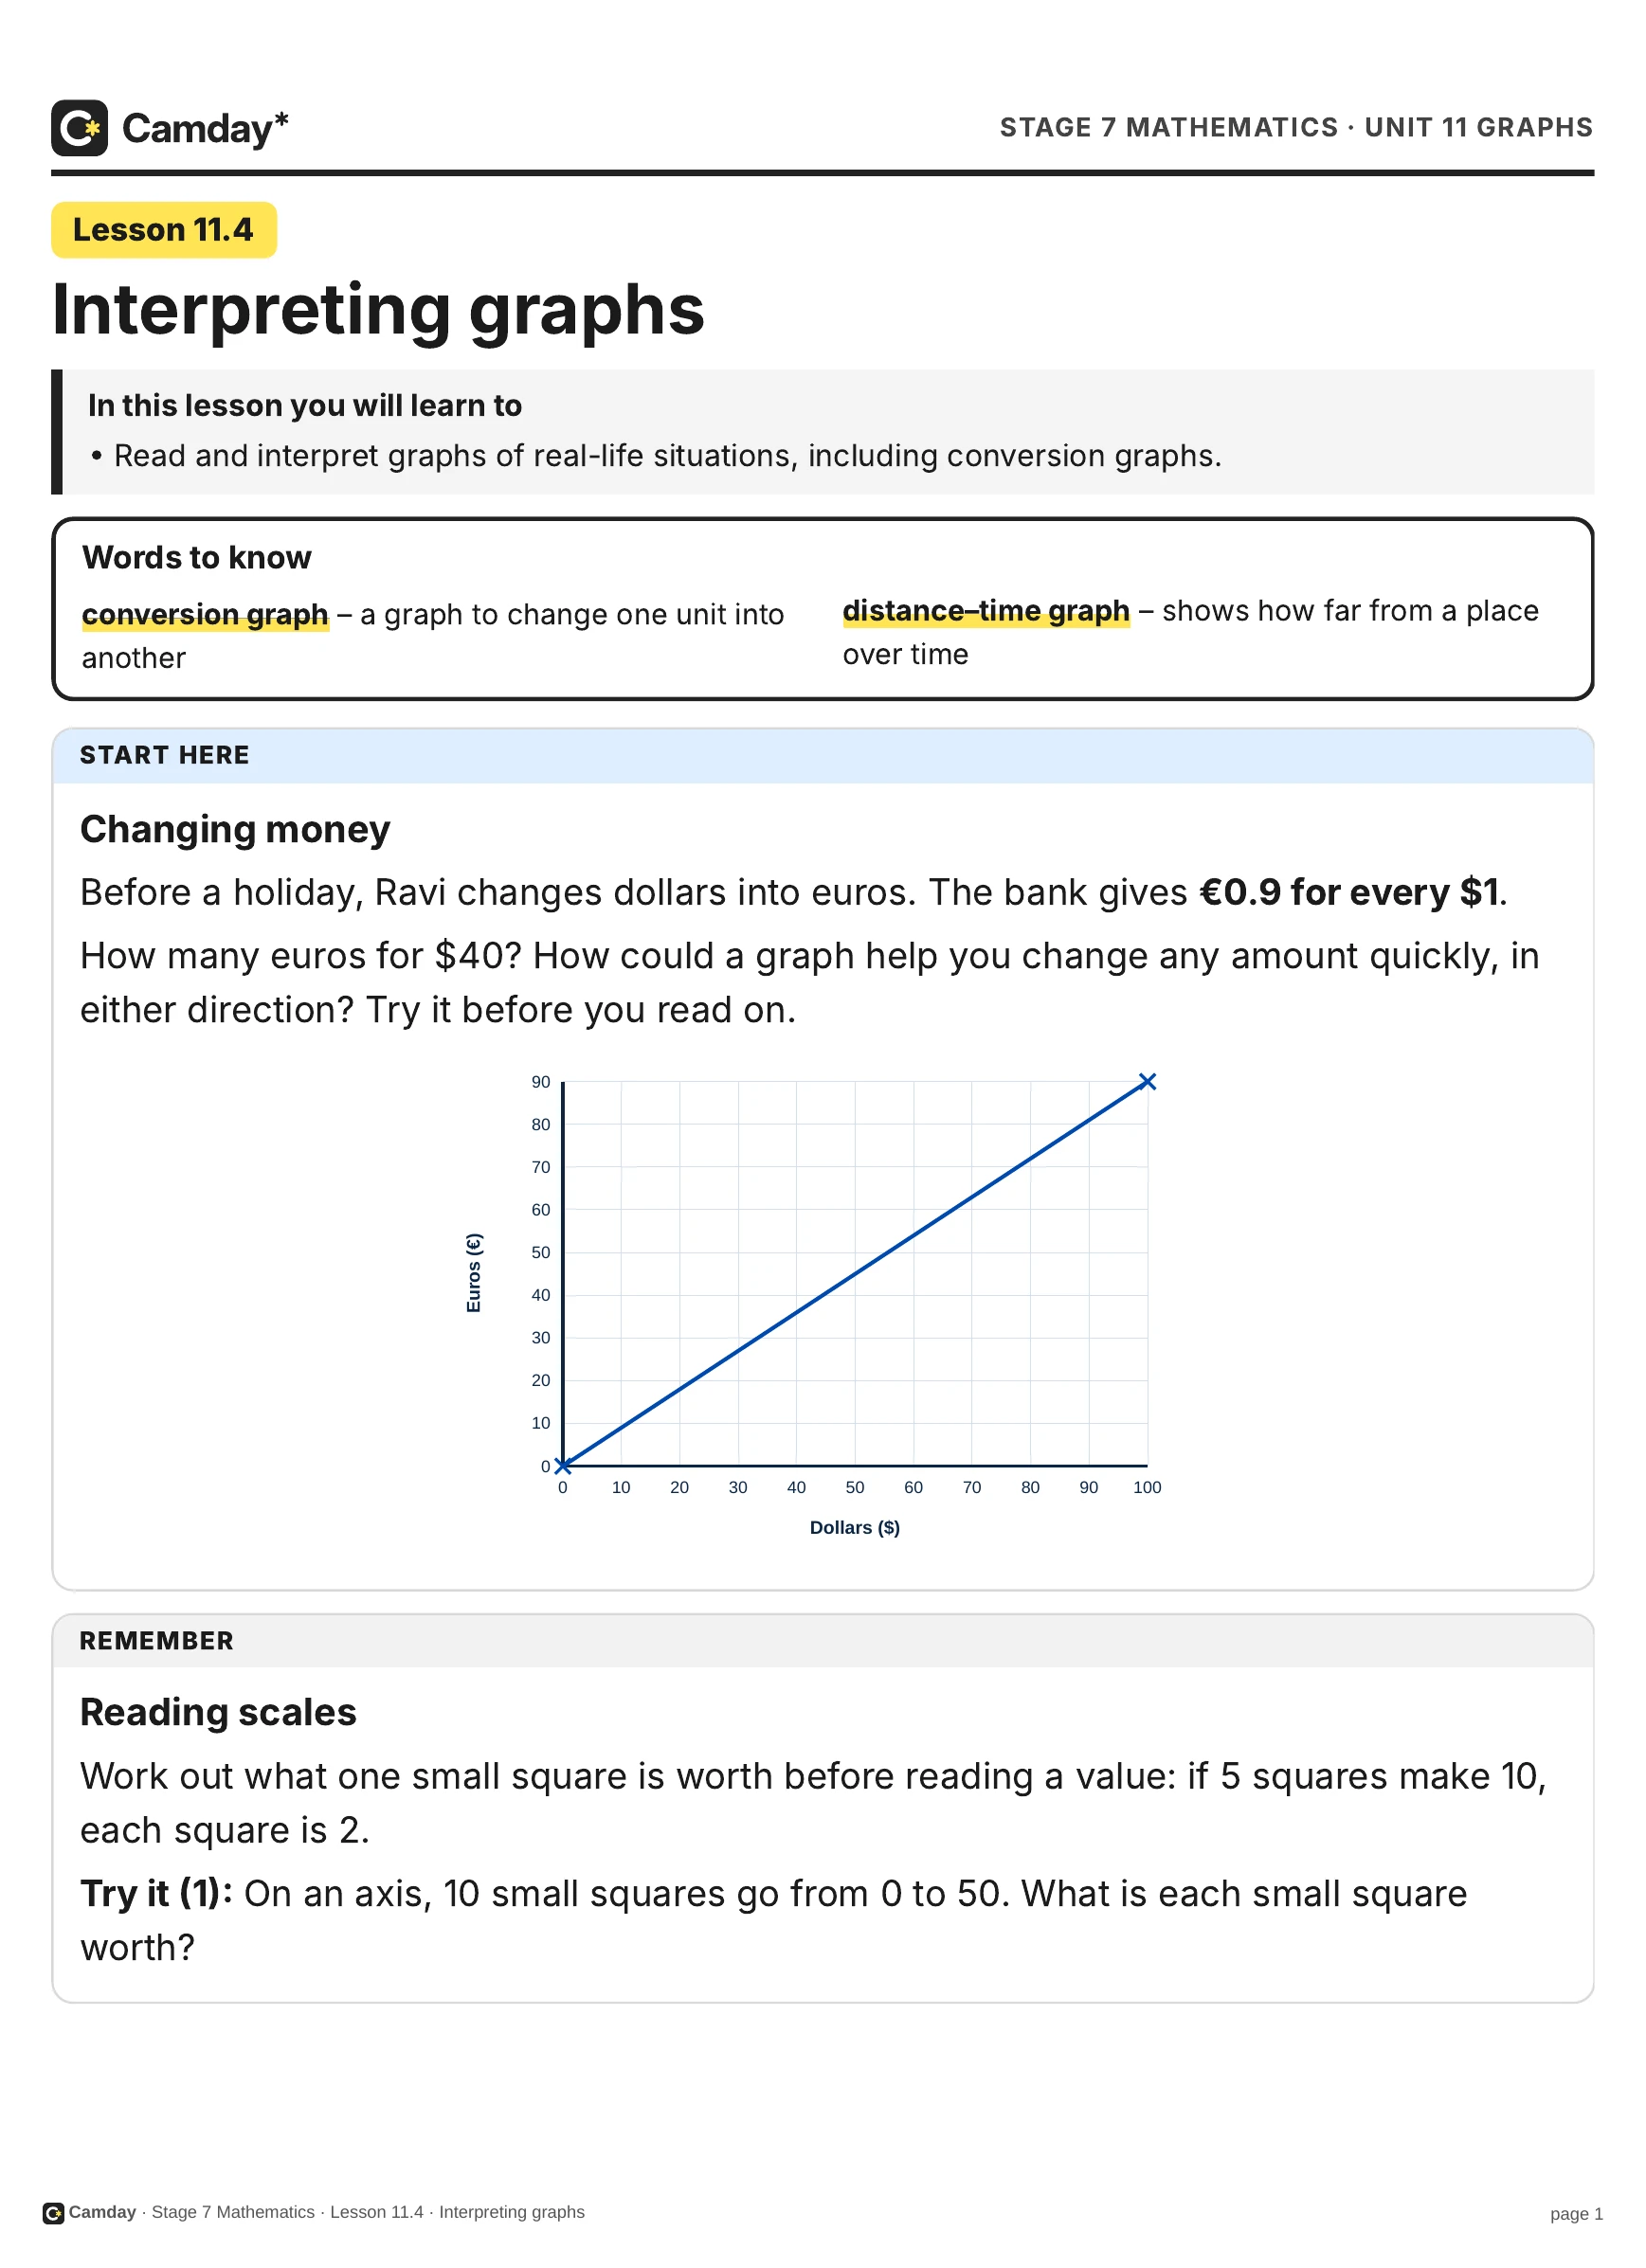 Camday*
STAGE 7 MATHEMATICS · UNIT 11 GRAPHS
Lesson 11.4
Interpreting graphs
In this lesson you will learn to
• Read and interpret graphs of real-life situations, including conversion graphs.
Words to know
conversion graph – a graph to change one unit into
another
distance–time graph – shows how far from a place
over time
START HERE
Changing money
Before a holiday, Ravi changes dollars into euros. The bank gives €0.9 for every $1.
How many euros for $40? How could a graph help you change any amount quickly, in
either direction? Try it before you read on.
90
80
70
60
50
40
30
20
10
0
Euros (€)
0 10 20 30 40 50 60 70 80 90 100
Dollars ($)
REMEMBER
Reading scales
Work out what one small square is worth before reading a value: if 5 squares make 10,
each square is 2.
Try it (1): On an axis, 10 small squares go from 0 to 50. What is each small square
worth?
Camday · Stage 7 Mathematics · Lesson 11.4 · Interpreting graphs
page 1